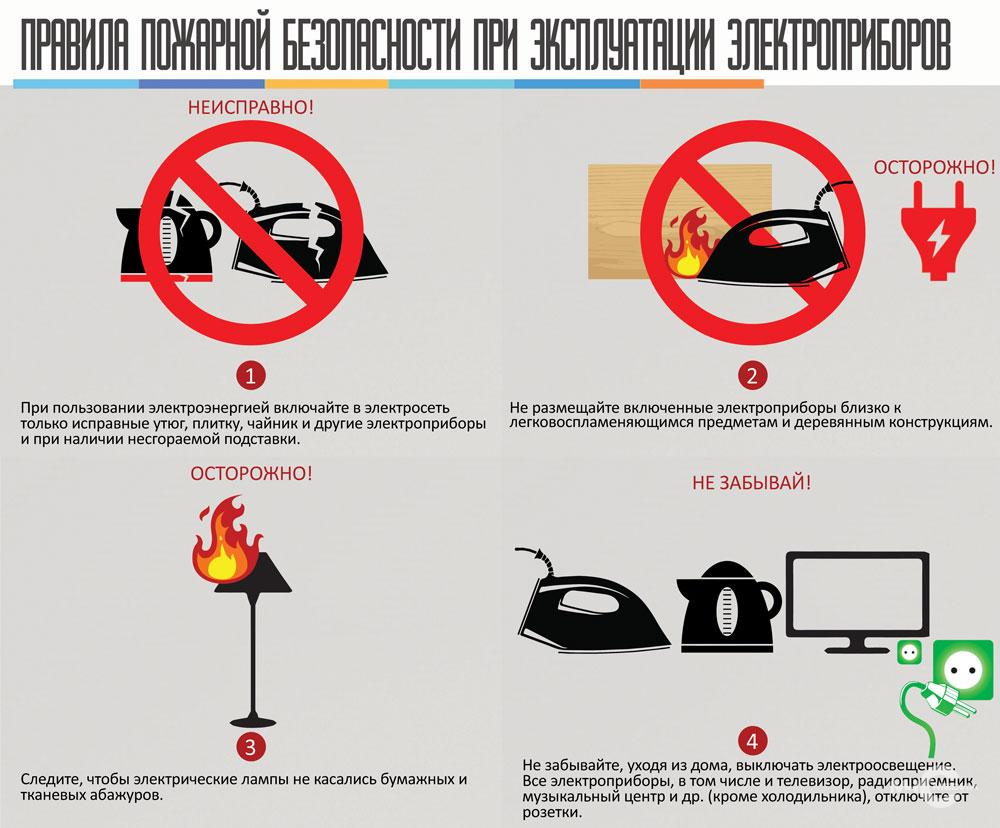 ПРАВИЛА ПОЖАРНОЙ БЕЗОПАСНОСТИ ПРИ ЭКСПЛУАТАЦИИ ЭЛЕКТРОПРИБОРОВ
НЕИСПРАВНО!
1
При пользовании электроэнергией включайте в электросеть
только исправные утюг, плитку, чайник и другие электроприборы
и при наличии несгораемой подставки.
ОСТОРОЖНО!
2
Не размещайте включенные электроприборы близко к
легковоспламеняющимся предметам и деревянным конструкциям.
ОСТОРОЖНО!
3
Следите, чтобы электрические лампы не касались бумажных и
тканевых абажуров.
НЕ ЗАБЫВАЙ!
4
Не забывайте, уходя из дома, выключать электроосвещение.
Все электроприборы, в том числе и телевизор, радиоприемник,
музыкальный центр и др. (кроме холодильника), отключите от
розетки.